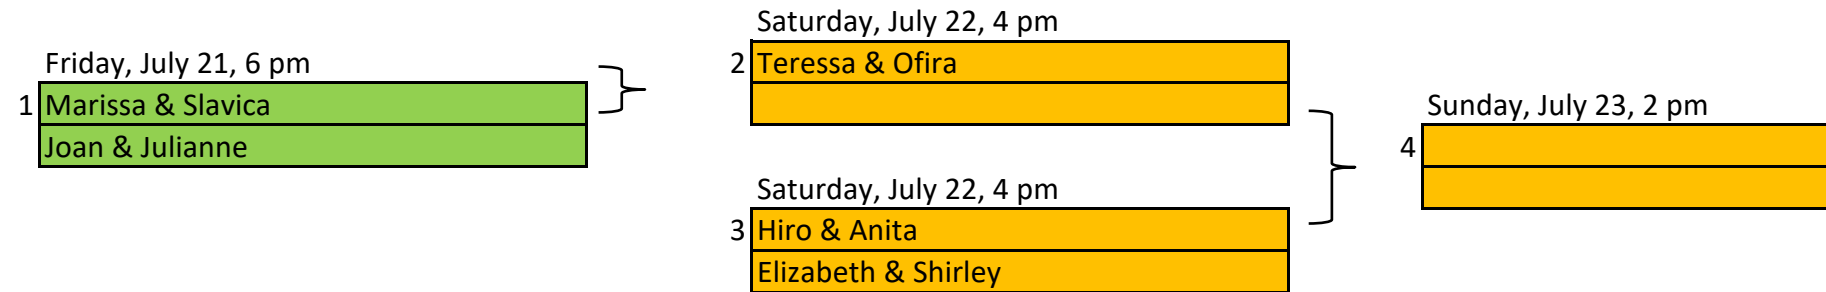 Friday, July 21, 6 pm
1 Marissa & Slavica
Joan & Julianne
Saturday, July 22, 4 pm
2 Teressa & Ofira
Saturday, July 22, 4 pm
3 Hiro & Anita
Elizabeth & Shirley
Sunday, July 23, 2 pm
4